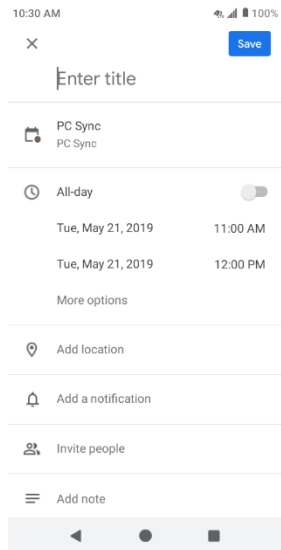 10:30 AM 100%
Save
Enter title
PC Sync
PC Sync
All-day
Tue, May 21, 2019 11:00 AM
Tue, May 21, 2019 12:00 PM
More options
Add location
Add a notification
Invite people
Add note